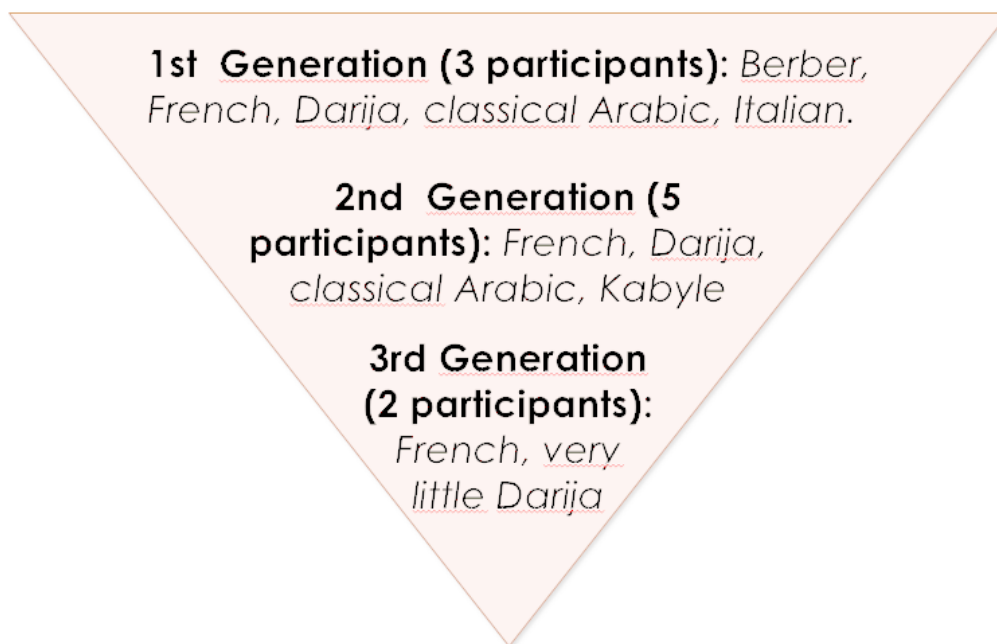 1st Generation (3 participants): Berber,
French, Darija, classical Arabic, Italian.
2nd Generation (5
participants): French, Darija,
classical Arabic, Kabyle
3rd Generation
(2 participants):
French, very
little Darija